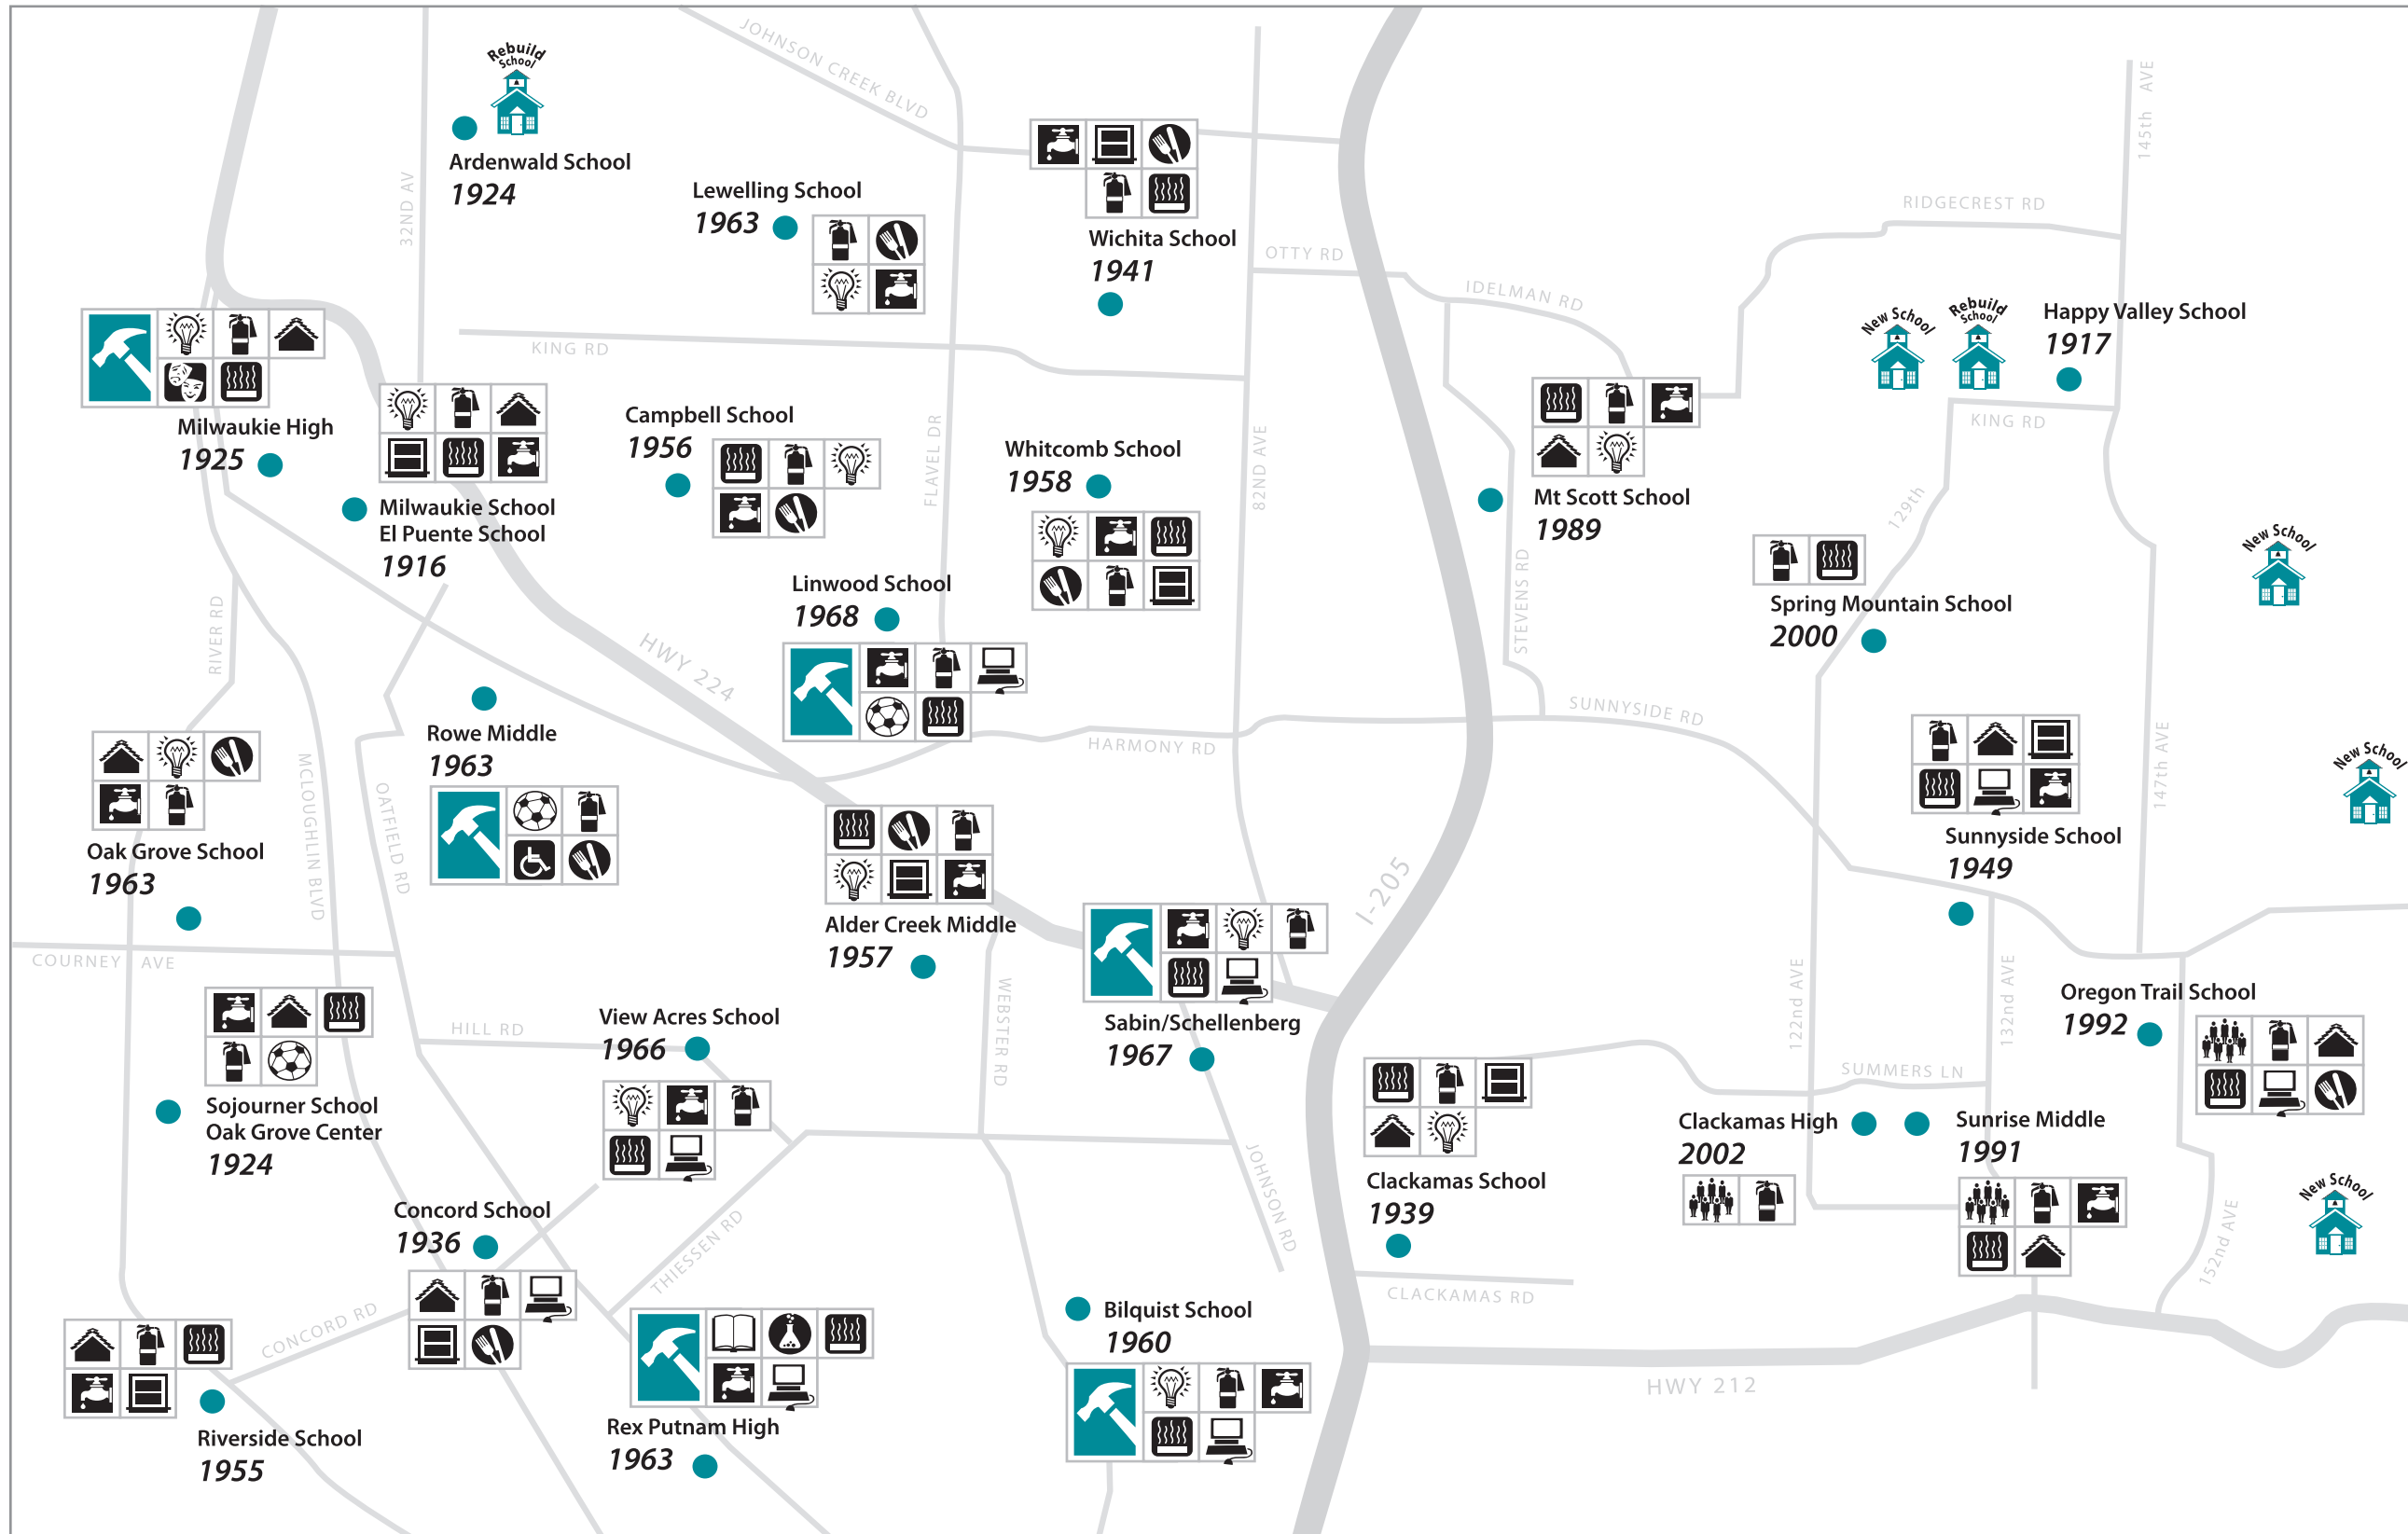 JOHNSON CREEK BLVD
Rebuild
School
Ardenwald School
1924
32ND AV
Lewelling School
1963
Wichita School
1941
OTTY RD
IDELMAN RD
RIDGECREST RD
145th AVE
KING RD
New School
Rebuild
School
Happy Valley School
1917
KING RD
Milwaukie High
1925
Milwaukie School
El Puente School
1916
Campbell School
1956
FLAVEL DR
Whitcomb School
1958
82ND AVE
Mt Scott School
1989
129th
New School
STEVENS RD
Spring Mountain School
2000
Linwood School
1968
RIVER RD
HWY 224
Rowe Middle
1963
HARMONY RD
SUNNYSIDE RD
147th AVE
New School
MCLOUGHLIN BLVD
OATFIELD RD
Oak Grove School
1963
Sunnyside School
1949
I-205
Alder Creek Middle
1957
COURNEY AVE
WEBSTER RD
122nd AVE
132nd AVE
Sabin/Schellenberg
1967
Oregon Trail School
1992
HILL RD
View Acres School
1966
SUMMERS LN
Sojourner School
Oak Grove Center
1924
Clackamas High
2002
Sunrise Middle
1991
Clackamas School
1939
JOHNSON RD
New School
152nd AVE
Concord School
1936
THIESSEN RD
CONCORD RD
CLACKAMAS RD
Bilquist School
1960
HWY 212
Rex Putnam High
1963
Riverside School
1955